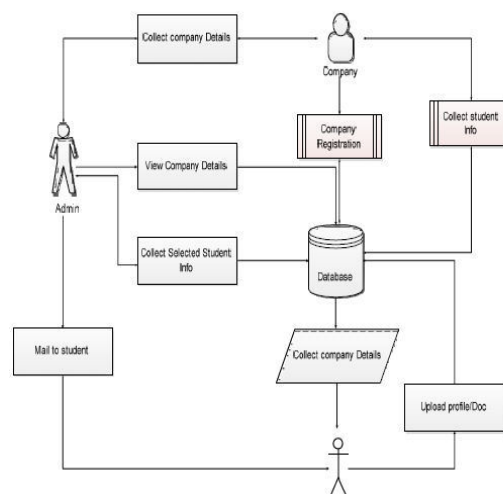 Collect company Details
Company
Collect student
Info
Company
Registration
Admin
View Company Details
Collect Selected Student
Info
Database
Mail to student
Collect company Details
Upload profile/Doc